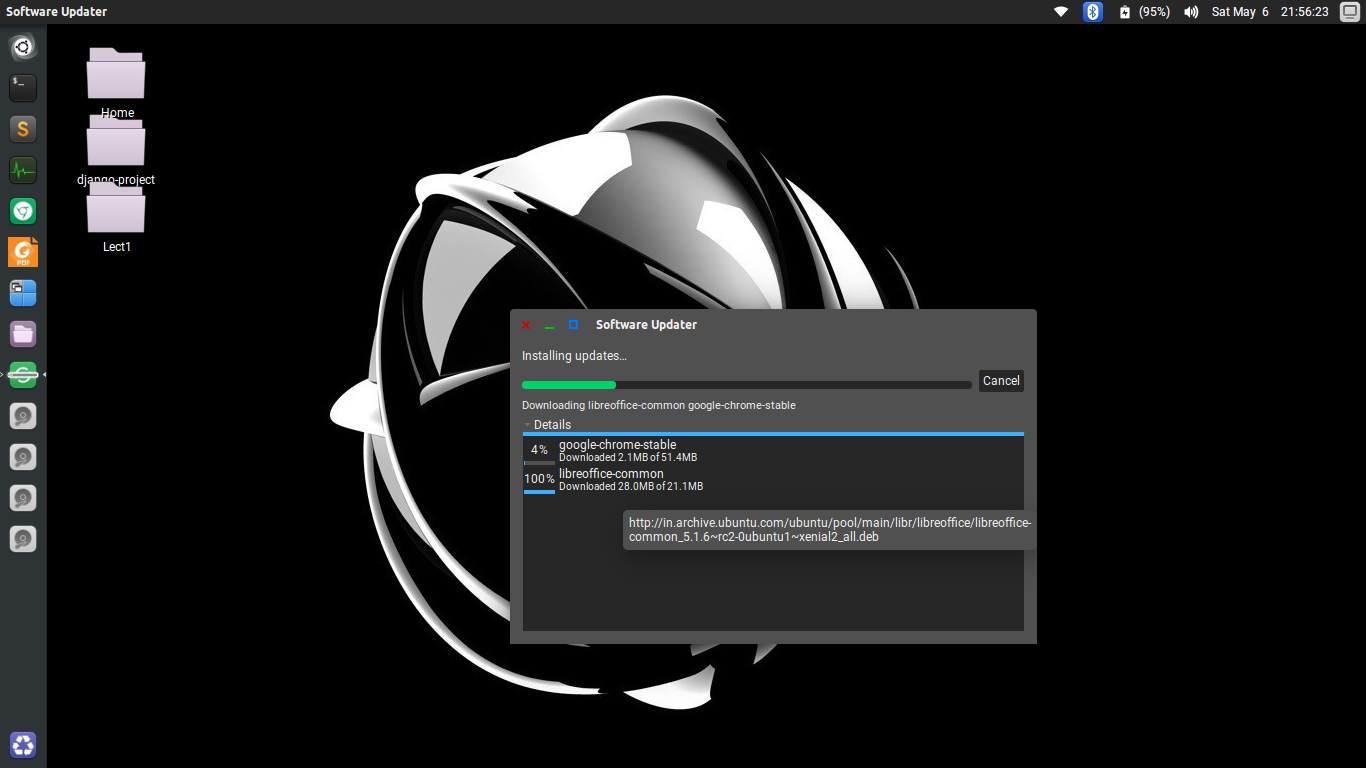 Software Updater
(95%) Sat May 6 21:56:23
$_
S
PDF
Home
django-project
Lect1
Software Updater
Installing updates...
Cancel
Downloading libreoffice-common google-chrome-stable
Details
4% google-chrome-stable
Downloaded 2.1MB of 51.4MB
100% libreoffice-common
Downloaded 28.0MB of 21.1MB
http://in.archive.ubuntu.com/ubuntu/pool/main/libr/libreoffice/libreoffice-
common_5.1.6~rc2-0ubuntu1~xenial2_all.deb